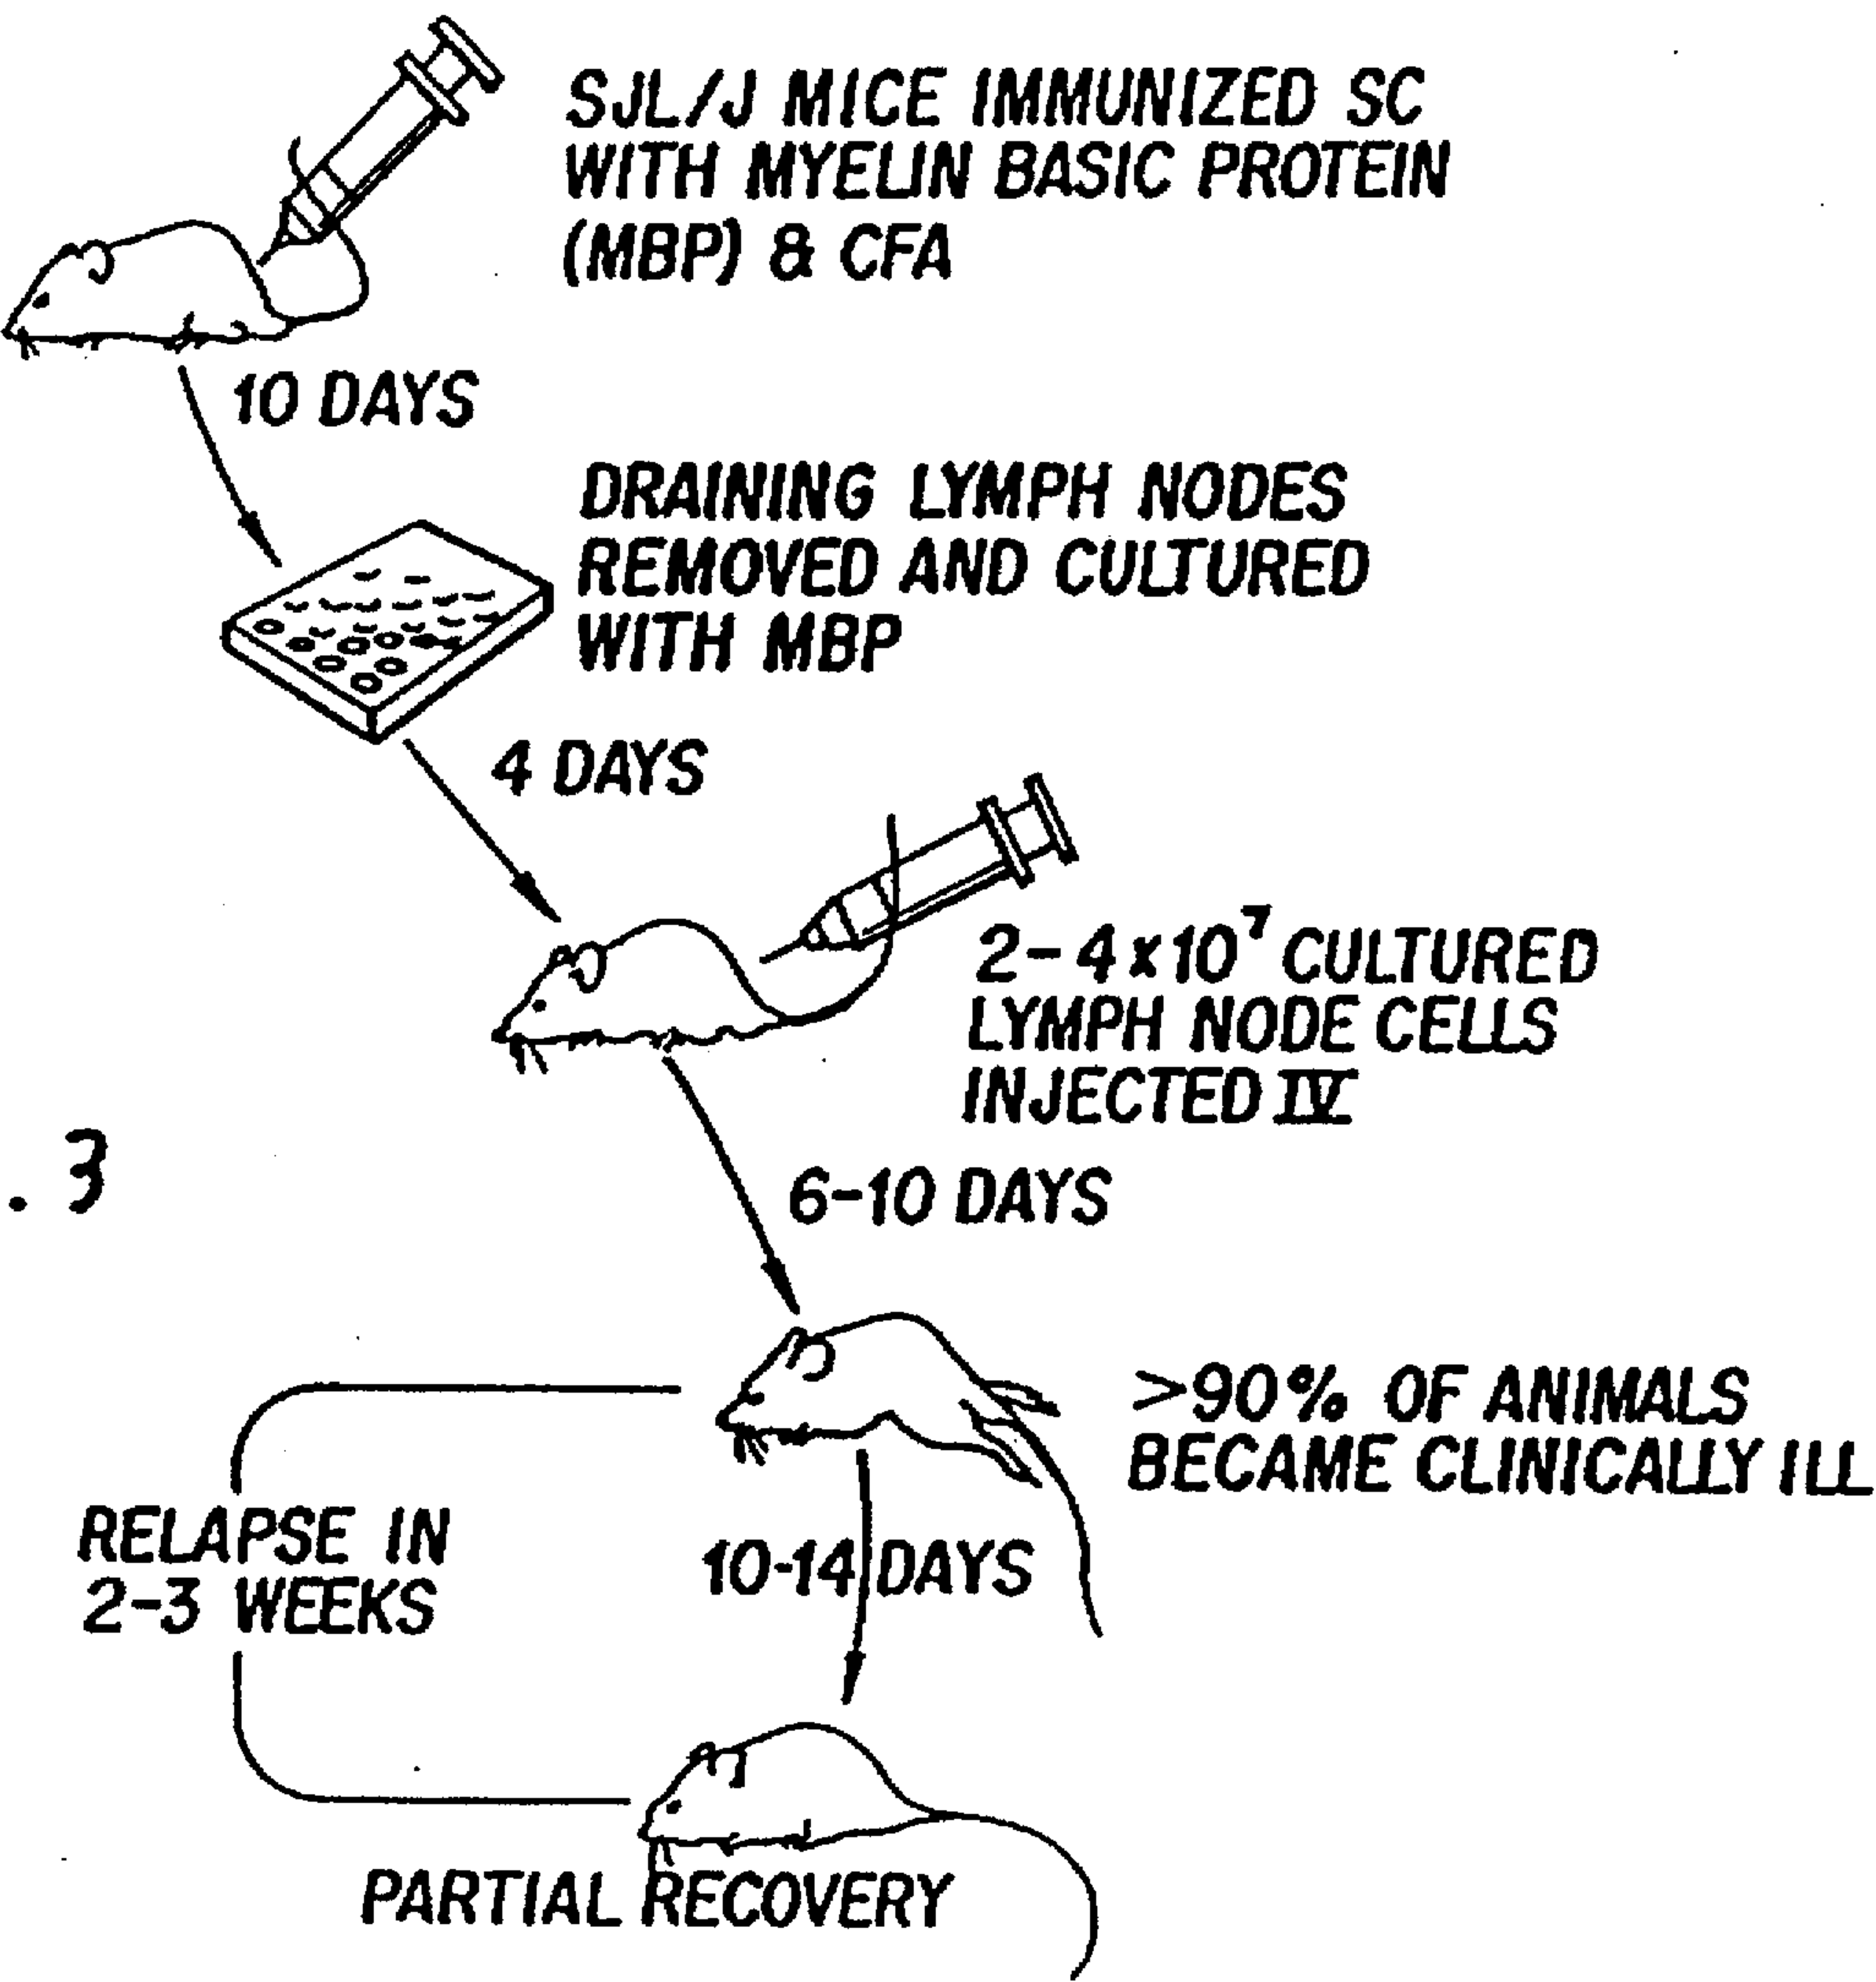 SJL/J MICE IMMUNIZED SC
WITH MYELIN BASIC PROTEIN
(MBP) & CFA
10 DAYS
DRAINING LYMPH NODES
REMOVED AND CULTURED
WITH MBP
4 DAYS
2-4x10⁷ CULTURED
LYMPH NODE CELLS
INJECTED IV
. 3
6-10 DAYS
>90% OF ANIMALS
BECAME CLINICALLY ILL
RELAPSE IN
2-3 WEEKS
10-14 DAYS
PARTIAL RECOVERY